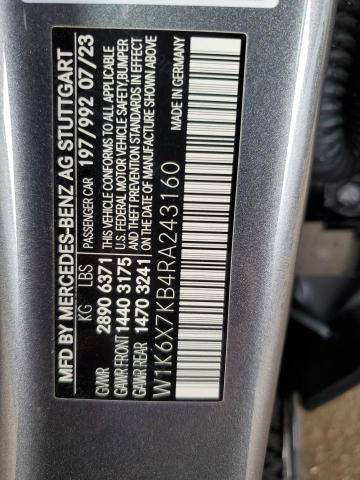 MFD BY MERCEDES-BENZ AG STUTTGART
PASSENGER CAR 197/992 07/23
KG LBS
GVWR 2890 6371
GAWR FRONT 1440 3175
GAWR REAR 1470 3241
THIS VEHICLE CONFORMS TO ALL APPLICABLE
U.S. FEDERAL MOTOR VEHICLE SAFETY/BUMPER
AND THEFT PREVENTION STANDARDS IN EFFECT
ON THE DATE OF MANUFACTURE SHOWN ABOVE
MADE IN GERMANY
W1K6X7KB4RA243160